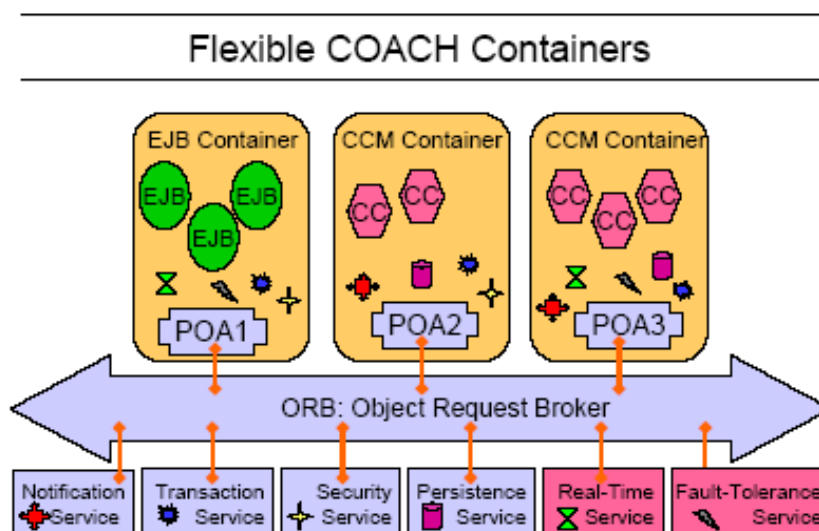 Flexible COACH Containers
EJB Container
CCM Container
CCM Container
EJB
EJB
EJB
CC
CC
CC
CC
CC
POA1
POA2
POA3
ORB: Object Request Broker
Notification
Service
Transaction
Service
Security
Service
Persistence
Service
Real-Time
Service
Fault-Tolerance
Service